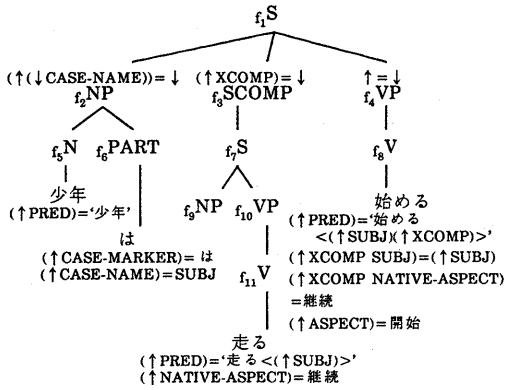 f1S
(↑(↓CASE-NAME))=↓ (↑XCOMP)=↓ ↑=↓
f2NP f3SCOMP f4VP
f5N f6PART f7S f8V
少年
(↑PRED)=‘少年’
は
(↑CASE-MARKER)=は
(↑CASE-NAME)=SUBJ
f9NP f10VP
f11V
走る
(↑PRED)=‘走る<(↑SUBJ)>’
(↑NATIVE-ASPECT)=継続
始める
(↑PRED)=‘始める
<(↑SUBJ)(↑XCOMP)>’
(↑XCOMP SUBJ)=(↑SUBJ)
(↑XCOMP NATIVE-ASPECT)
=継続
(↑ASPECT)=開始